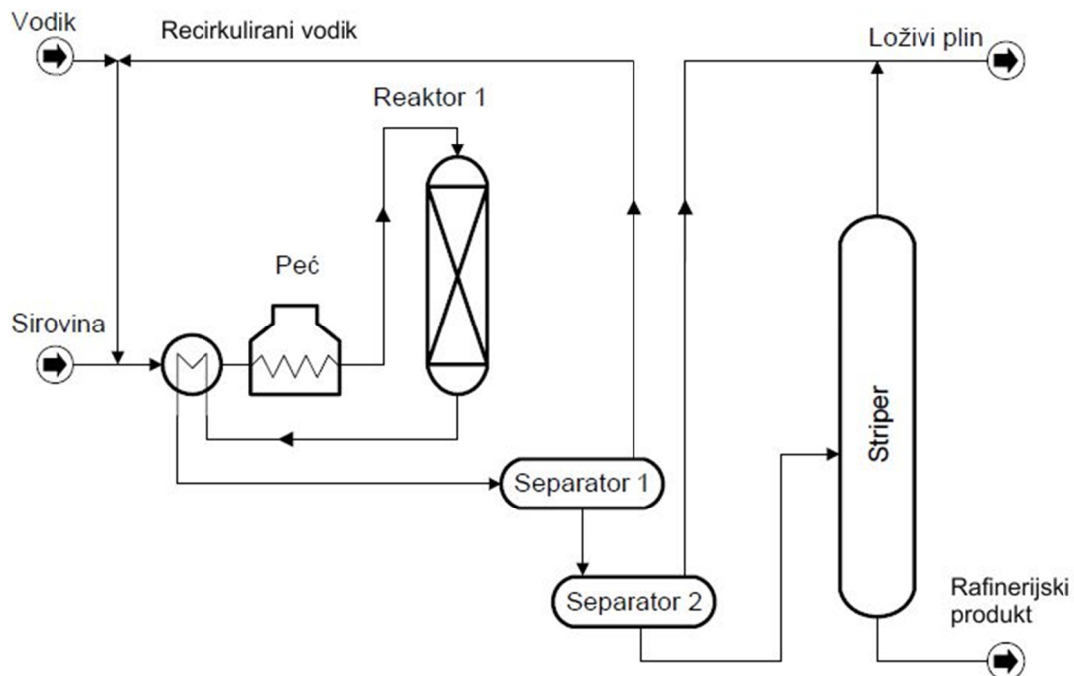 Vodik
Recirkulirani vodik
Loživi plin
Reaktor 1
Peć
Sirovina
Striper
Separator 1
Separator 2
Rafinerijski
produkt